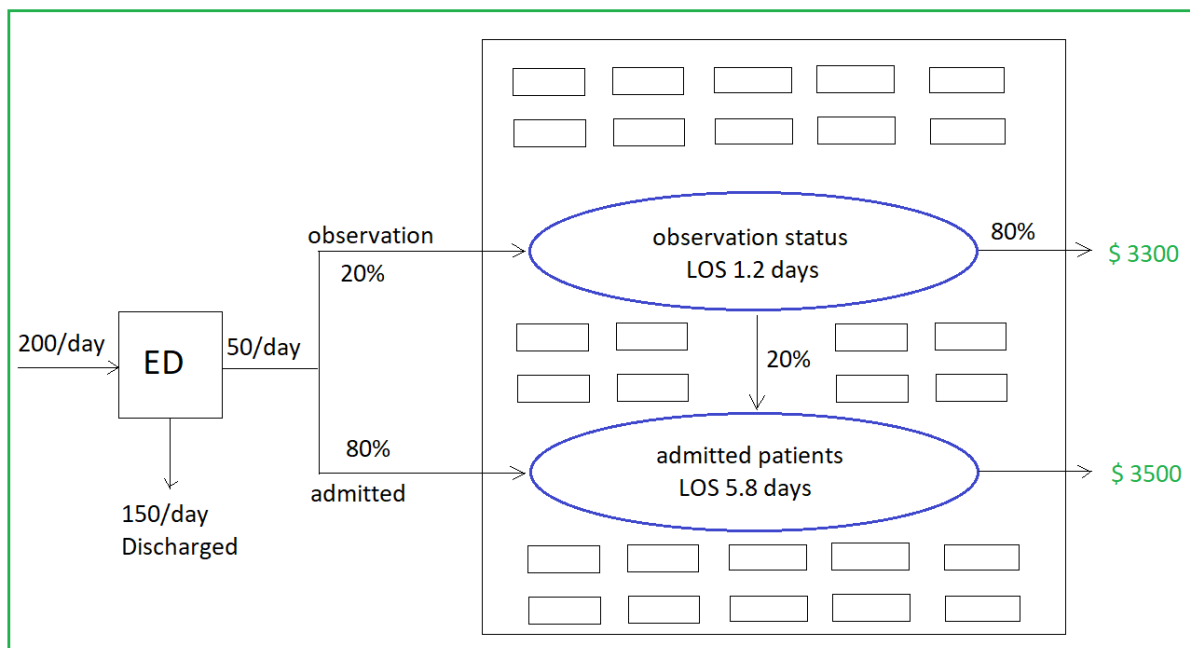 200/day
ED
150/day
Discharged
50/day
observation
20%
80%
admitted
observation status
LOS 1.2 days
80%
$ 3300
20%
admitted patients
LOS 5.8 days
$ 3500